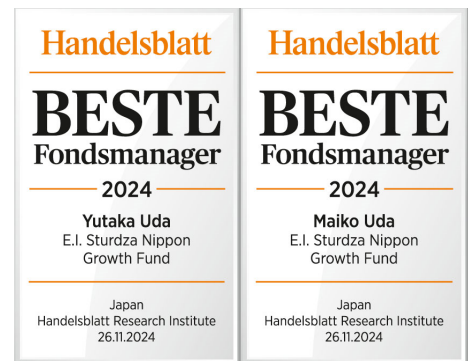 Handelsblatt
BESTE
Fondsmanager
2024
Yutaka Uda
E.I. Sturdza Nippon
Growth Fund
Japan
Handelsblatt Research Institute
26.11.2024
Handelsblatt
BESTE
Fondsmanager
2024
Maiko Uda
E.I. Sturdza Nippon
Growth Fund
Japan
Handelsblatt Research Institute
26.11.2024